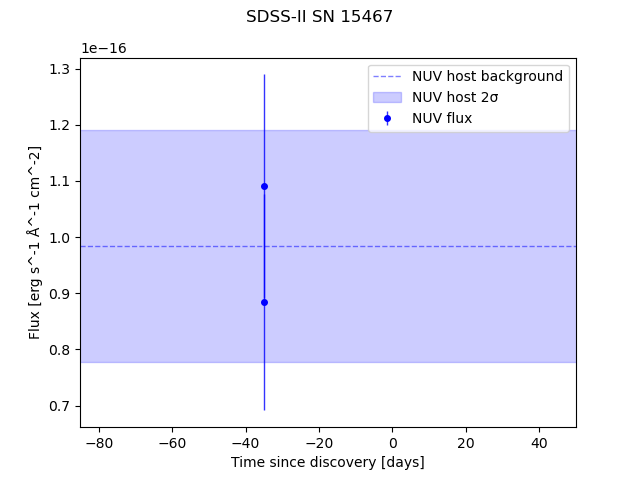 SDSS-II SN 15467
1e−16
1.3
1.2
1.1
1.0
0.9
0.8
0.7
Flux [erg s^-1 Å^-1 cm^-2]
NUV host background
NUV host 2σ
NUV flux
−80 −60 −40 −20 0 20 40
Time since discovery [days]